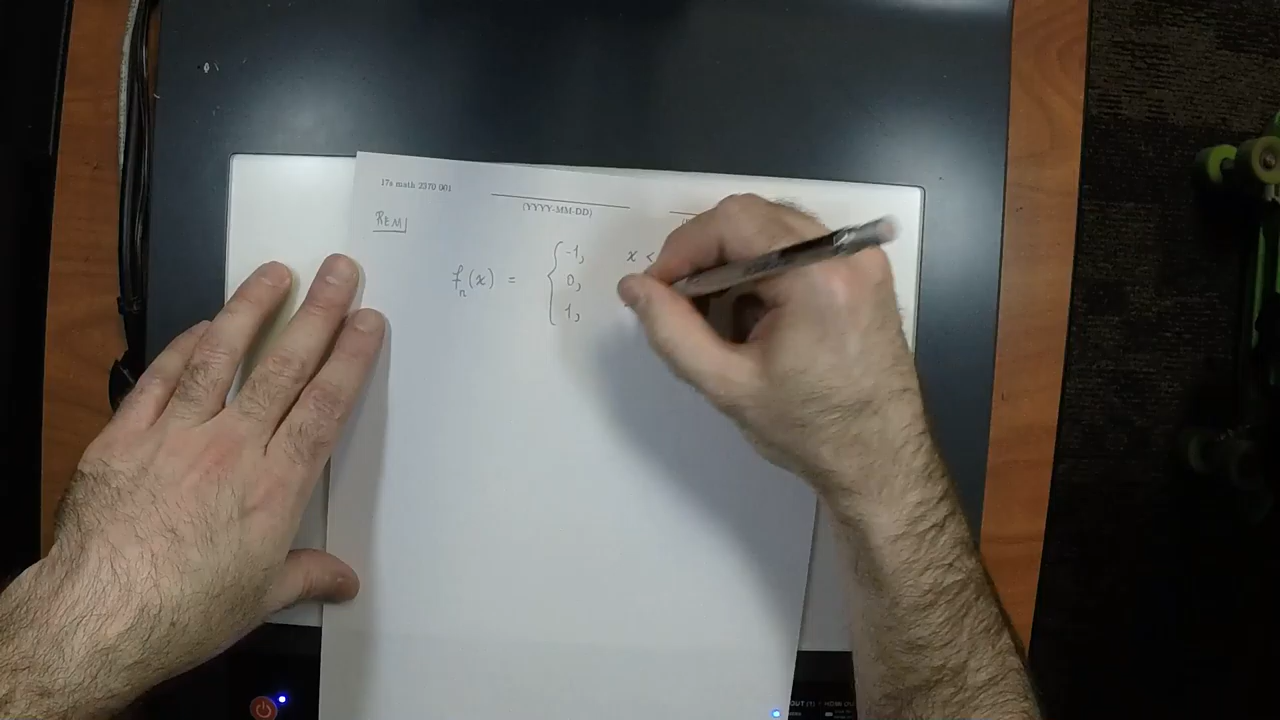 17s math 2370 001
(YYYY-MM-DD)
REM
fₙ(x) = { -1, x <
0,
1,